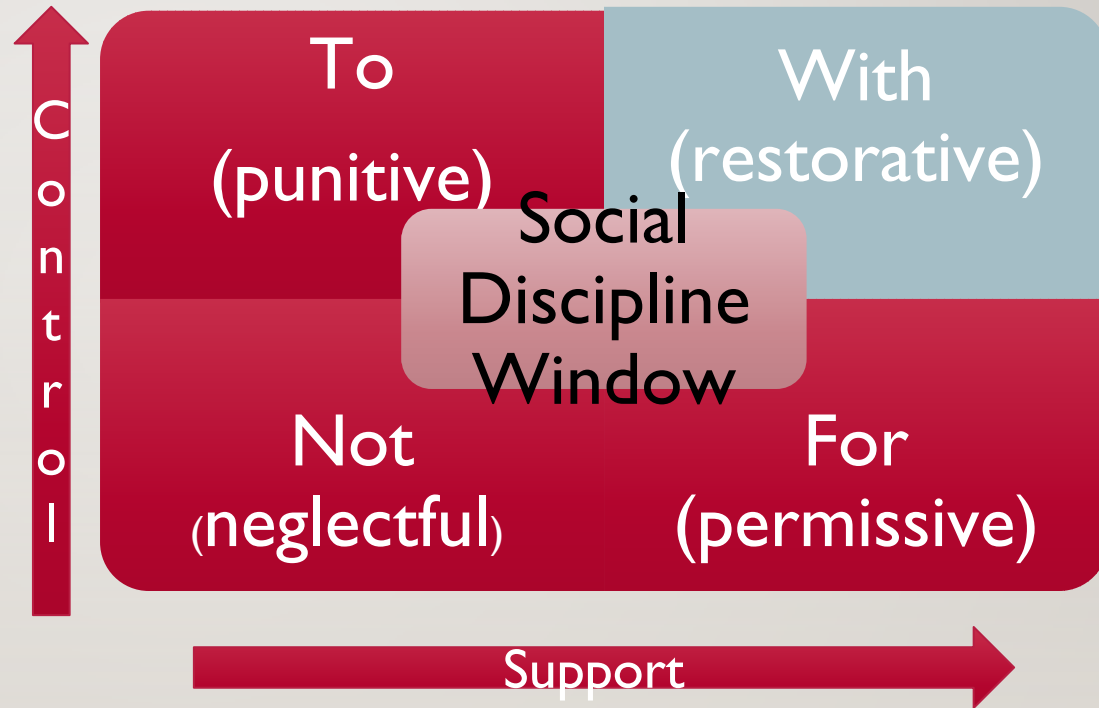 Control
To
(punitive)
With
(restorative)
Social
Discipline
Window
Not
(neglectful)
For
(permissive)
Support